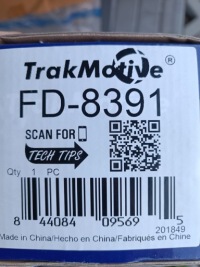 TrakMotive®
FD-8391
SCAN FOR
TECH TIPS
Qty 1 PC
8 44084 09569 5
201849
Made in China/Hecho en China/Fabriqués en Chine